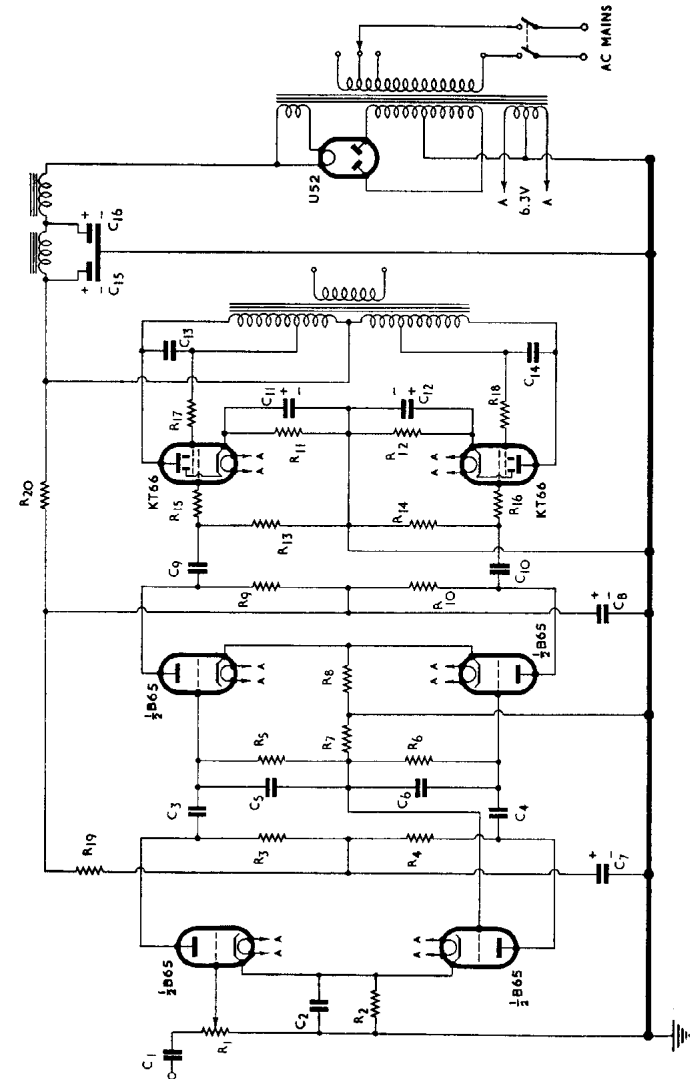 R20
R19
+ +
C15 C16
- -
½B65
½B65
KT66
C1
C3
C9
R15
R17
C13
R1
A A
A A
A A
C5
R3
R5
R9
R13
R11
C11
+
-
C2
U52
R2
R7
R8
C6
R4
R6
R10
R14
R12
C12
-
+
A A
A A
A A
C4
C10
R16
R18
C14
½B65
½B65
KT66
A 6.3V A
AC MAINS
+
C7
-
+
C8
-